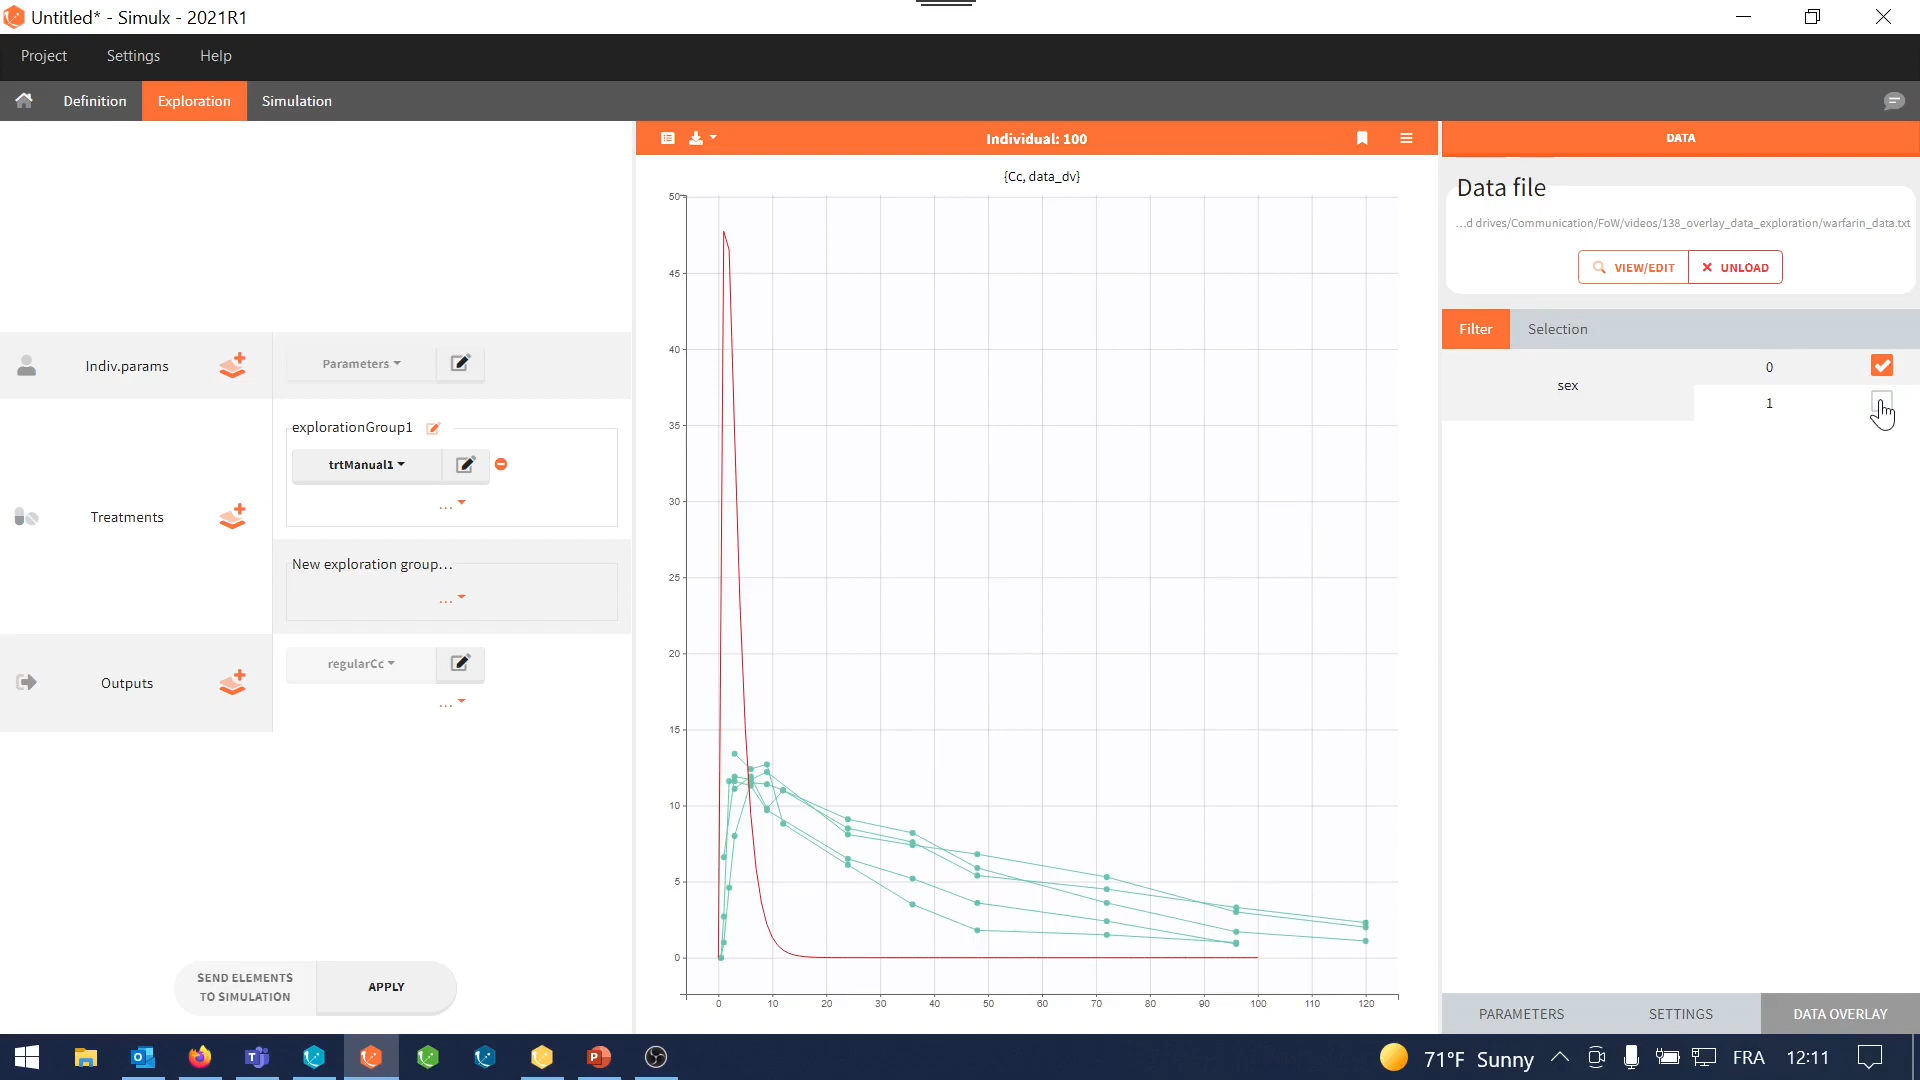 Untitled* - Simulx - 2021R1
Project Settings Help
Definition Exploration Simulation
Individual: 100
DATA
{Cc, data_dv}
Data file
...d drives/Communication/FoW/videos/138_overlay_data_exploration/warfarin_data.txt
VIEW/EDIT UNLOAD
Filter Selection
sex
0
1
Indiv.params
Parameters
explorationGroup1
trtManual1
...
Treatments
New exploration group...
...
Outputs
regularCc
...
50
45
40
35
30
25
20
15
10
5
0
0 10 20 30 40 50 60 70 80 90 100 110 120
SEND ELEMENTS
TO SIMULATION
APPLY
PARAMETERS SETTINGS DATA OVERLAY
71°F Sunny FRA 12:11